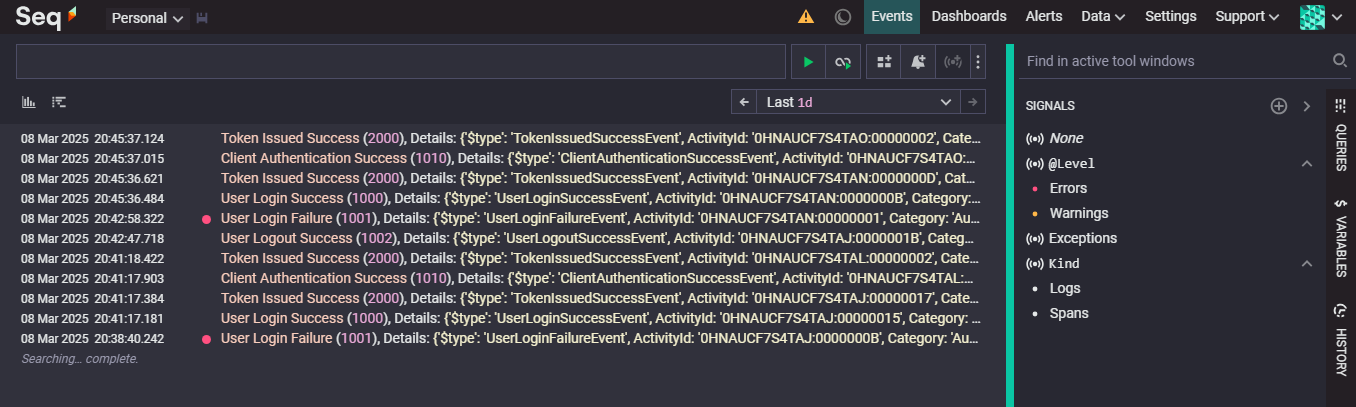 Seq Personal Events Dashboards Alerts Data Settings Support
Last 1d
08 Mar 2025 20:45:37.124 Token Issued Success (2000), Details: {'$type': 'TokenIssuedSuccessEvent', ActivityId: '0HNAUCF7S4TAO:00000002', Cate…
08 Mar 2025 20:45:37.015 Client Authentication Success (1010), Details: {'$type': 'ClientAuthenticationSuccessEvent', ActivityId: '0HNAUCF7S4TAO:…
08 Mar 2025 20:45:36.621 Token Issued Success (2000), Details: {'$type': 'TokenIssuedSuccessEvent', ActivityId: '0HNAUCF7S4TAN:0000000D', Cat…
08 Mar 2025 20:45:36.484 User Login Success (1000), Details: {'$type': 'UserLoginSuccessEvent', ActivityId: '0HNAUCF7S4TAN:0000000B', Category:…
08 Mar 2025 20:42:58.322 User Login Failure (1001), Details: {'$type': 'UserLoginFailureEvent', ActivityId: '0HNAUCF7S4TAN:00000001', Category: 'Au…
08 Mar 2025 20:42:47.718 User Logout Success (1002), Details: {'$type': 'UserLogoutSuccessEvent', ActivityId: '0HNAUCF7S4TAJ:0000001B', Categ…
08 Mar 2025 20:41:18.422 Token Issued Success (2000), Details: {'$type': 'TokenIssuedSuccessEvent', ActivityId: '0HNAUCF7S4TAL:00000002', Cate…
08 Mar 2025 20:41:17.903 Client Authentication Success (1010), Details: {'$type': 'ClientAuthenticationSuccessEvent', ActivityId: '0HNAUCF7S4TAL:…
08 Mar 2025 20:41:17.384 Token Issued Success (2000), Details: {'$type': 'TokenIssuedSuccessEvent', ActivityId: '0HNAUCF7S4TAJ:00000017', Cate…
08 Mar 2025 20:41:17.181 User Login Success (1000), Details: {'$type': 'UserLoginSuccessEvent', ActivityId: '0HNAUCF7S4TAJ:00000015', Category: …
08 Mar 2025 20:38:40.242 User Login Failure (1001), Details: {'$type': 'UserLoginFailureEvent', ActivityId: '0HNAUCF7S4TAJ:0000000B', Category: 'Au…
Searching… complete.
Find in active tool windows
SIGNALS
None
@Level
Errors
Warnings
Exceptions
Kind
Logs
Spans
QUERIES
VARIABLES
HISTORY